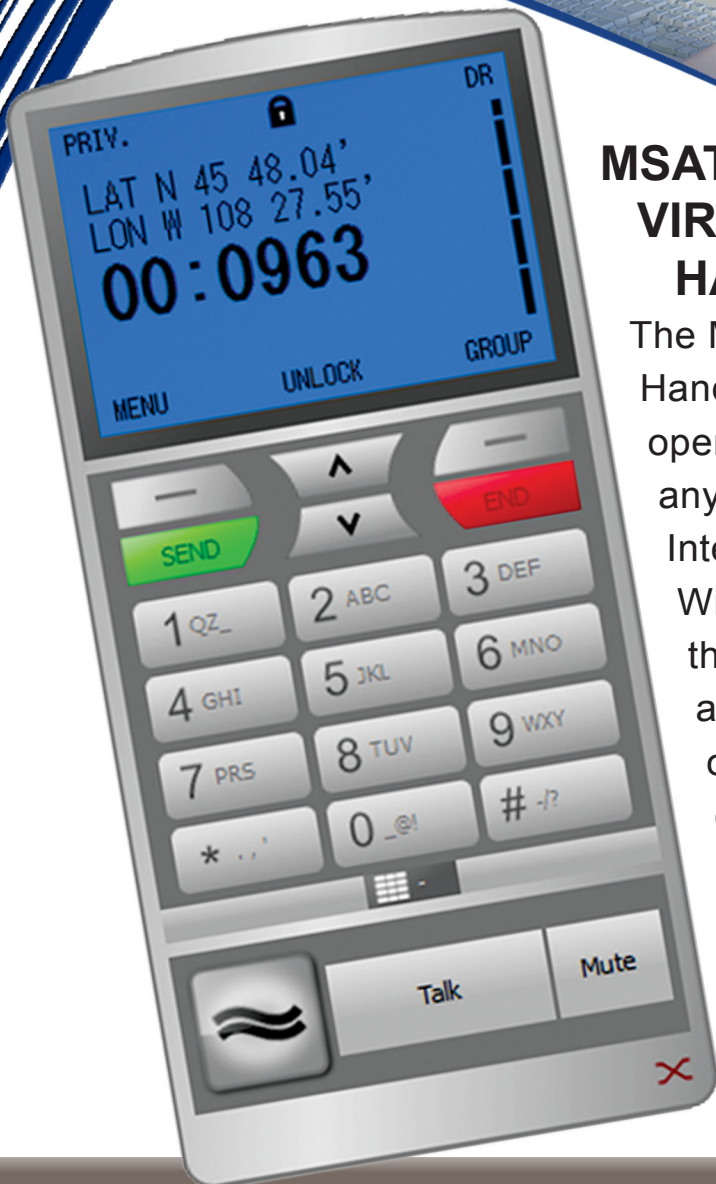 PRIV. DR
LAT N 45 48.04'
LON W 108 27.55'
00:0963
MENU UNLOCK GROUP
SEND END
1 QZ_ 2 ABC 3 DEF
4 GHI 5 JKL 6 MNO
7 PRS 8 TUV 9 WXY
* . , ' 0 _@! # -/?
-
Talk Mute
MSAT
VIR
HA
The M
Hand
oper
any
Inte
Wi
th
a